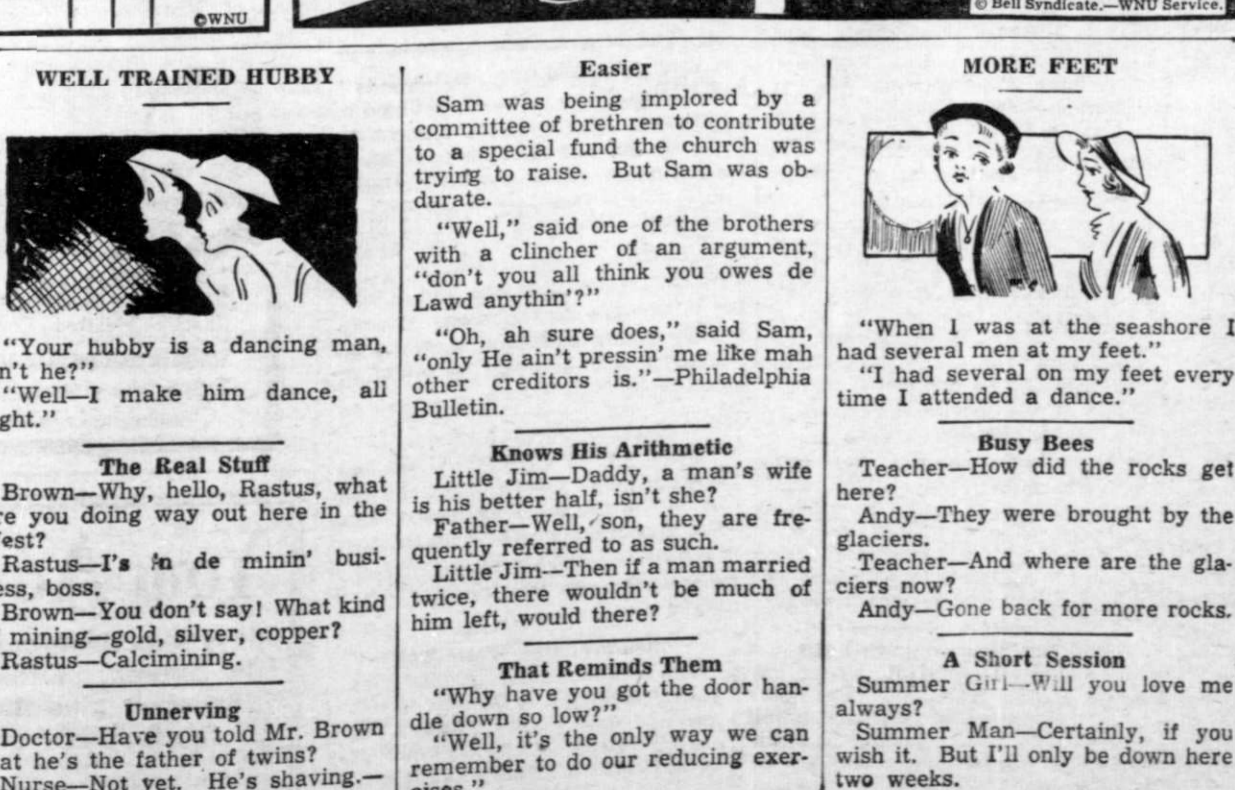 ©WNU
© Bell Syndicate.—WNU Service.
WELL TRAINED HUBBY
"Your hubby is a dancing man,
n't he?"
"Well—I make him dance, all
ght."
The Real Stuff
Brown—Why, hello, Rastus, what
re you doing way out here in the
est?
Rastus—I's in de minin' busi-
ess, boss.
Brown—You don't say! What kind
mining—gold, silver, copper?
Rastus—Calcimining.
Unnerving
Doctor—Have you told Mr. Brown
at he's the father of twins?
Nurse—Not yet. He's shaving.—
Easier
Sam was being implored by a
committee of brethren to contribute
to a special fund the church was
trying to raise. But Sam was ob-
durate.
"Well," said one of the brothers
with a clincher of an argument,
"don't you all think you owes de
Lawd anythin'?"
"Oh, ah sure does," said Sam,
"only He ain't pressin' me like mah
other creditors is."—Philadelphia
Bulletin.
Knows His Arithmetic
Little Jim—Daddy, a man's wife
is his better half, isn't she?
Father—Well, son, they are fre-
quently referred to as such.
Little Jim—Then if a man married
twice, there wouldn't be much of
him left, would there?
That Reminds Them
"Why have you got the door han-
dle down so low?"
"Well, it's the only way we can
remember to do our reducing exer-
cises."
MORE FEET
"When I was at the seashore I
had several men at my feet."
"I had several on my feet every
time I attended a dance."
Busy Bees
Teacher—How did the rocks get
here?
Andy—They were brought by the
glaciers.
Teacher—And where are the gla-
ciers now?
Andy—Gone back for more rocks.
A Short Session
Summer Girl—Will you love me
always?
Summer Man—Certainly, if you
wish it. But I'll only be down here
two weeks.